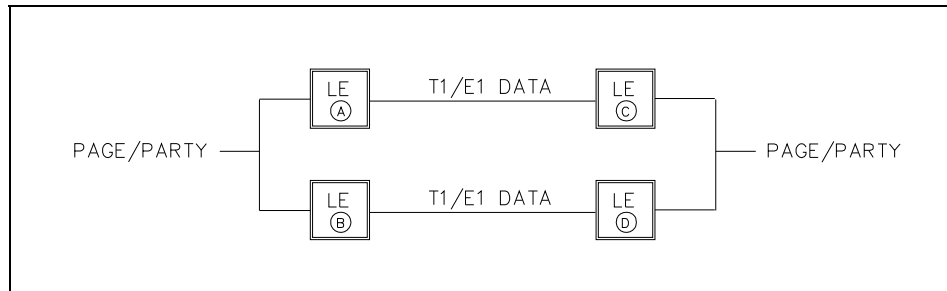 LE
A
T1/E1 DATA
LE
C
PAGE/PARTY
PAGE/PARTY
LE
B
T1/E1 DATA
LE
D